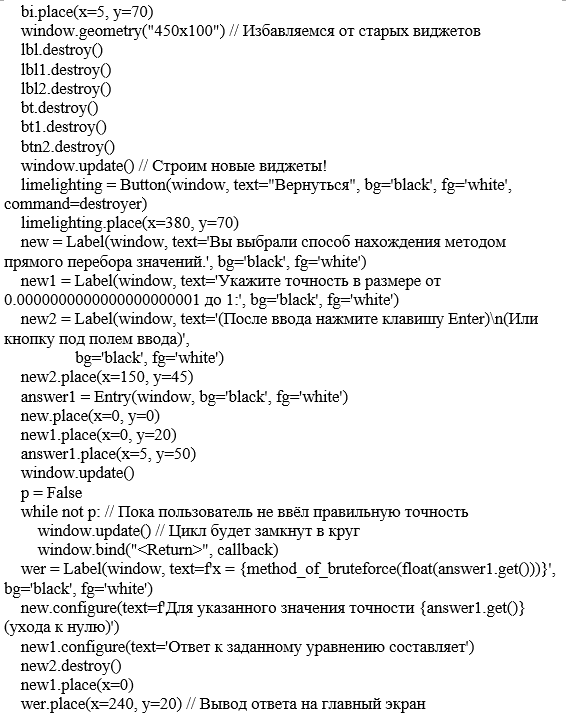 bi.place(x=5, y=70)
window.geometry("450x100") // Избавляемся от старых виджетов
lbl.destroy()
lbl1.destroy()
lbl2.destroy()
bt.destroy()
bt1.destroy()
btn2.destroy()
window.update() // Строим новые виджеты!
limelighting = Button(window, text="Вернуться", bg='black', fg='white',
command=destroyer)
limelighting.place(x=380, y=70)
new = Label(window, text='Вы выбрали способ нахождения методом
прямого перебора значений.', bg='black', fg='white')
new1 = Label(window, text='Укажите точность в размере от
0.0000000000000000000001 до 1:', bg='black', fg='white')
new2 = Label(window, text='(После ввода нажмите клавишу Enter)\n(Или
кнопку под полем ввода)',
bg='black', fg='white')
new2.place(x=150, y=45)
answer1 = Entry(window, bg='black', fg='white')
new.place(x=0, y=0)
new1.place(x=0, y=20)
answer1.place(x=5, y=50)
window.update()
p = False
while not p: // Пока пользователь не ввёл правильную точность
window.update() // Цикл будет замкнут в круг
window.bind("<Return>", callback)
wer = Label(window, text=f'x = {method_of_bruteforce(float(answer1.get()))}',
bg='black', fg='white')
new.configure(text=f'Для указанного значения точности {answer1.get()}
(ухода к нулю)')
new1.configure(text='Ответ к заданному уравнению составляет')
new2.destroy()
new1.place(x=0)
wer.place(x=240, y=20) // Вывод ответа на главный экран